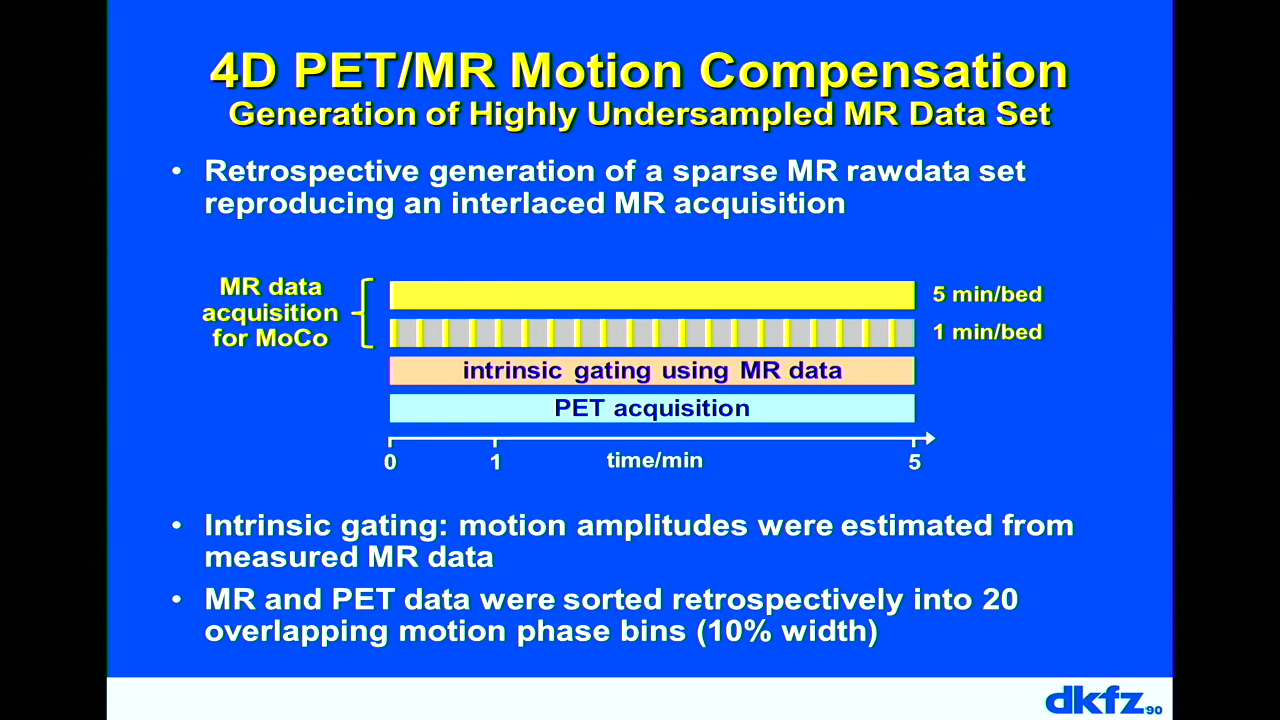 4D PET/MR Motion Compensation
Generation of Highly Undersampled MR Data Set
• Retrospective generation of a sparse MR rawdata set
reproducing an interlaced MR acquisition
MR data
acquisition
for MoCo
5 min/bed
1 min/bed
intrinsic gating using MR data
PET acquisition
0 1 time/min 5
• Intrinsic gating: motion amplitudes were estimated from
measured MR data
• MR and PET data were sorted retrospectively into 20
overlapping motion phase bins (10% width)
dkfz. 90